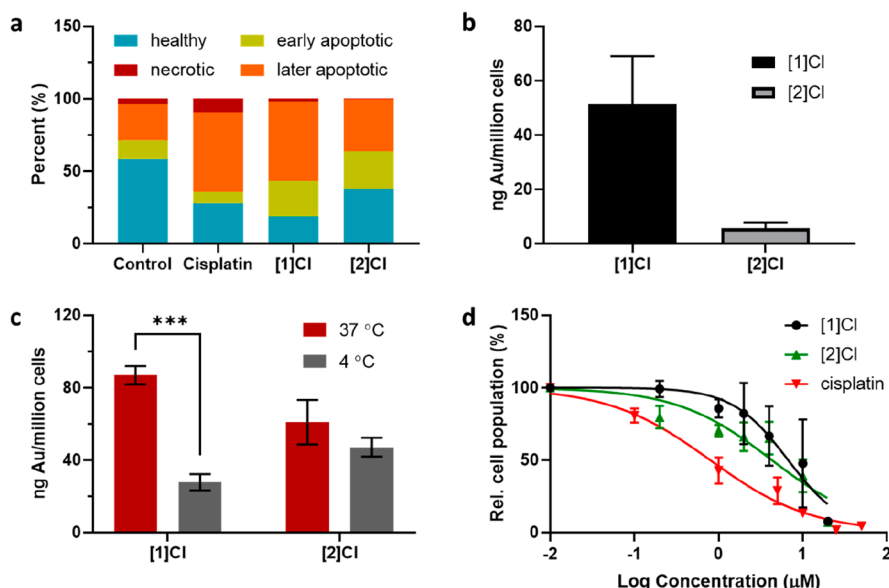 a
150
100
50
0
Percent (%)
healthy
early apoptotic
necrotic
later apoptotic
Control
Cisplatin
[1]Cl
[2]Cl
b
80
60
40
20
0
ng Au/million cells
[1]Cl
[2]Cl
[1]Cl
[2]Cl
c
120
80
40
0
ng Au/million cells
***
37 °C
4 °C
[1]Cl
[2]Cl
d
150
100
50
0
Rel. cell population (%)
[1]Cl
[2]Cl
cisplatin
-2
-1
0
1
2
Log Concentration (μM)